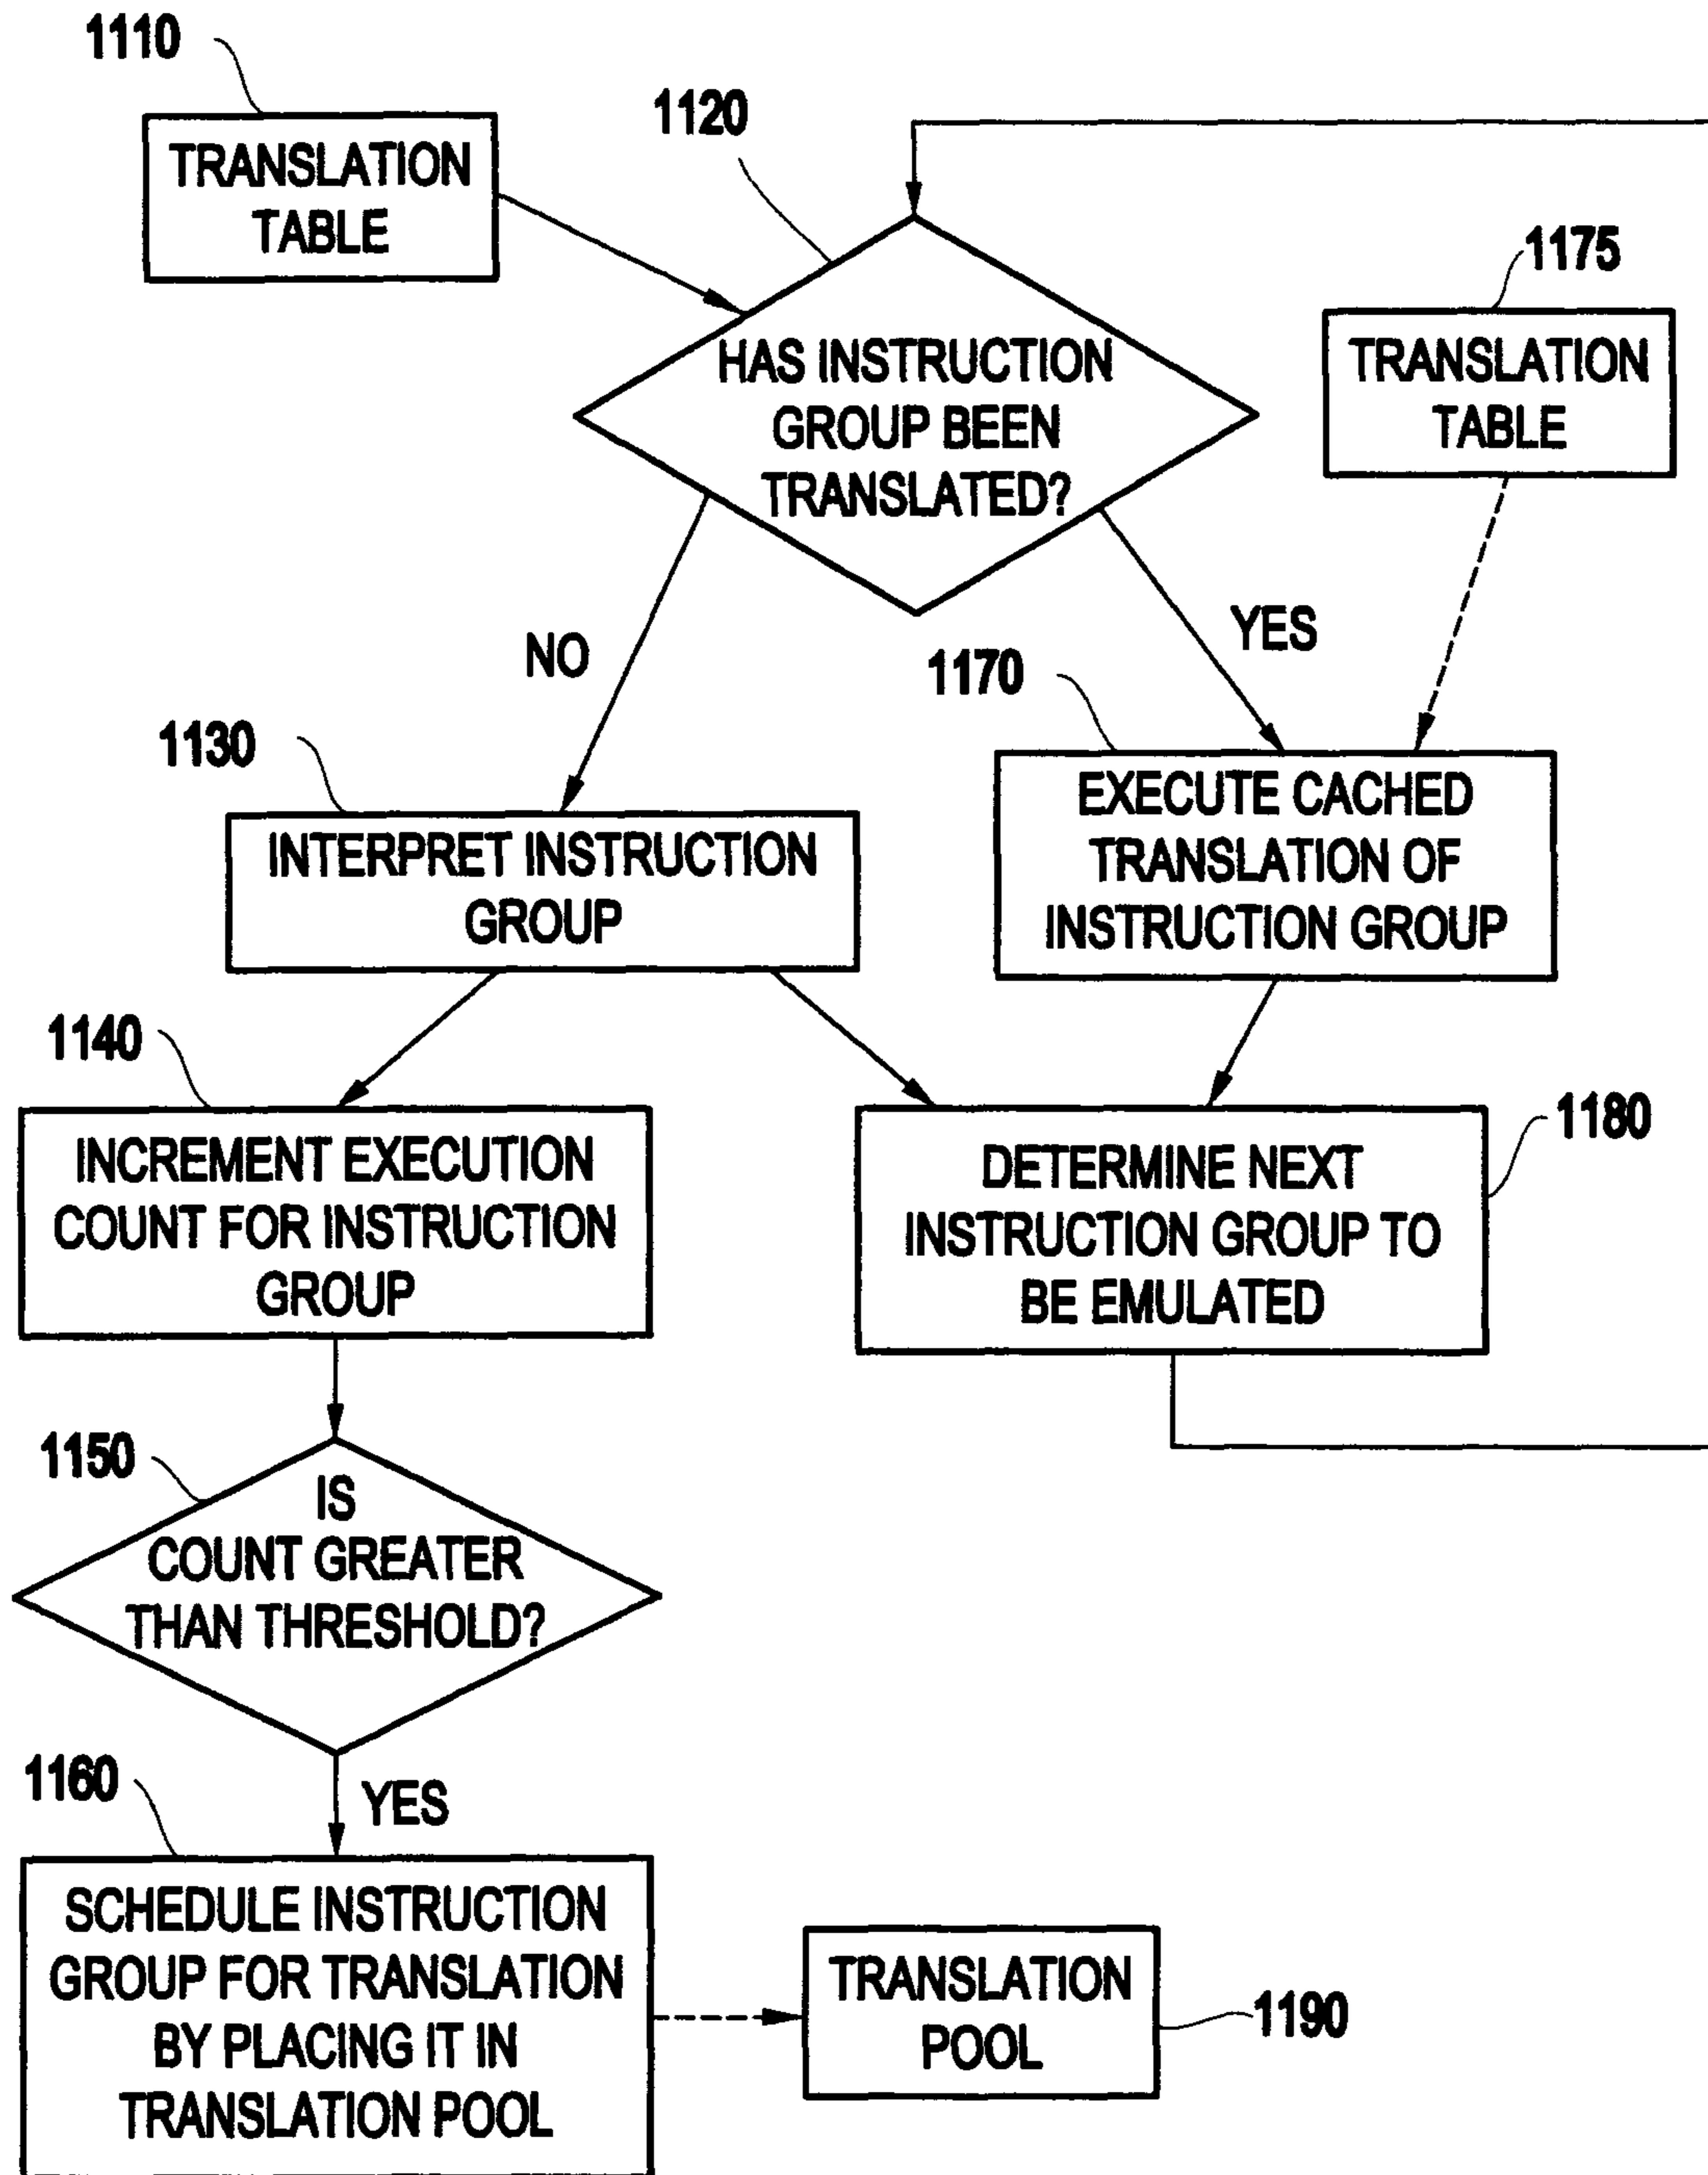 1110
TRANSLATION
TABLE
1120
HAS INSTRUCTION
GROUP BEEN
TRANSLATED?
1175
TRANSLATION
TABLE
NO
YES
1130
INTERPRET INSTRUCTION
GROUP
1170
EXECUTE CACHED
TRANSLATION OF
INSTRUCTION GROUP
1140
INCREMENT EXECUTION
COUNT FOR INSTRUCTION
GROUP
1180
DETERMINE NEXT
INSTRUCTION GROUP TO
BE EMULATED
1150
IS
COUNT GREATER
THAN THRESHOLD?
YES
1160
SCHEDULE INSTRUCTION
GROUP FOR TRANSLATION
BY PLACING IT IN
TRANSLATION POOL
TRANSLATION
POOL
1190